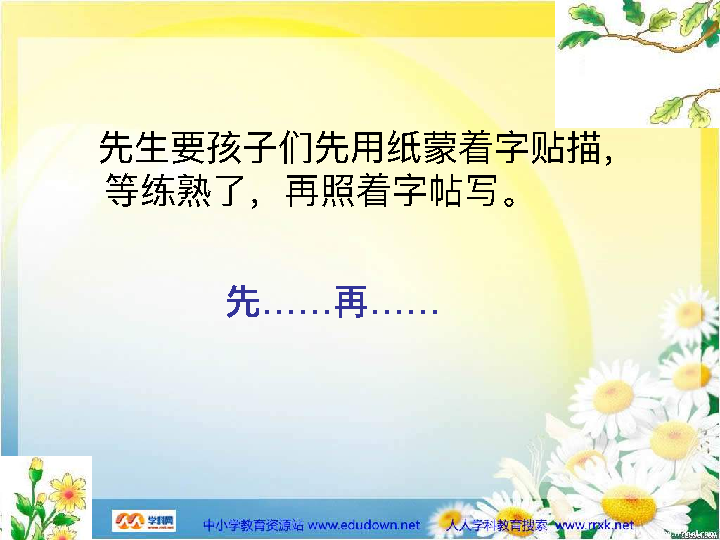 先生要孩子们先用纸蒙着字贴描，
等练熟了，再照着字帖写。
先……再……
学科网
中小学教育资源站 www.edudown.net 人人学科教育搜索 www.rrxk.net